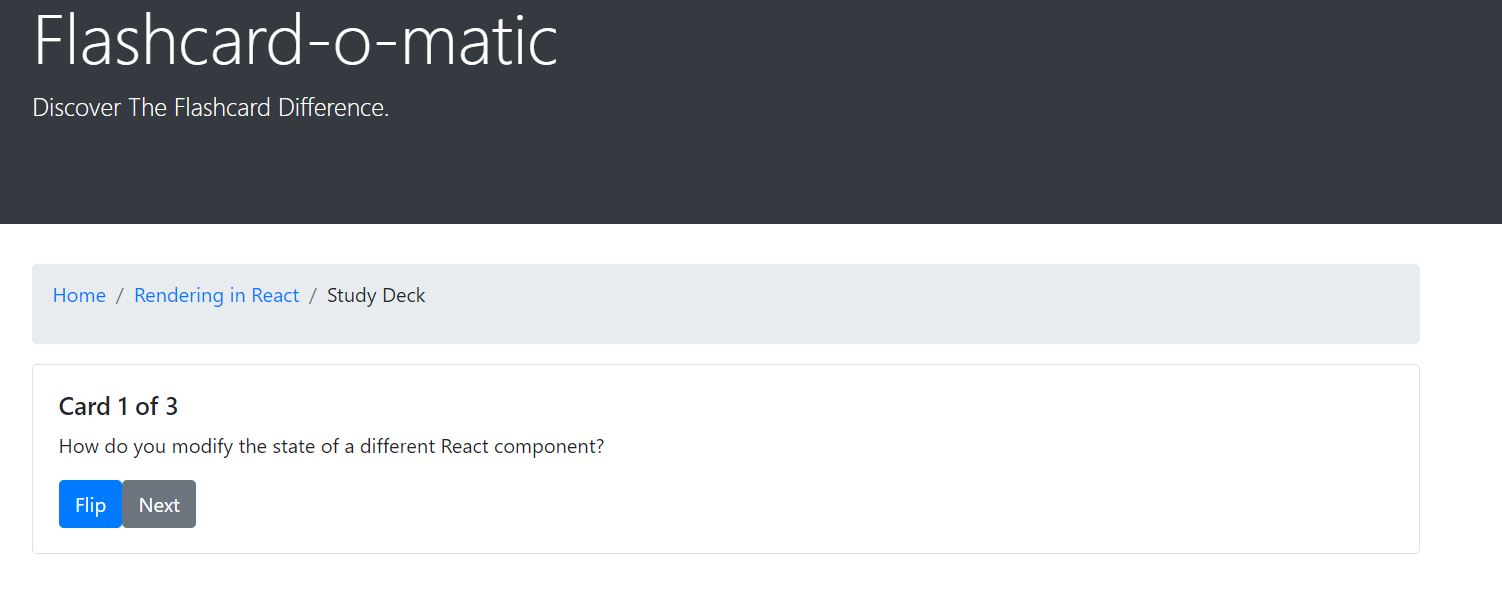 Flashcard-o-matic
Discover The Flashcard Difference.
Home / Rendering in React / Study Deck
Card 1 of 3
How do you modify the state of a different React component?
Flip Next